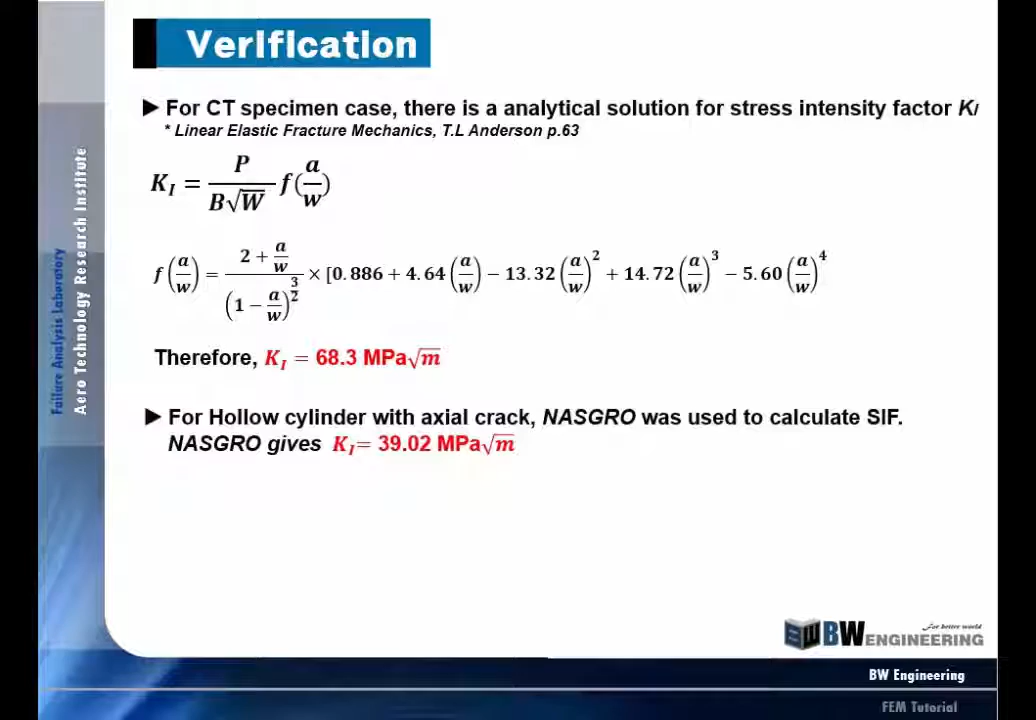 Verification
▶ For CT specimen case, there is a analytical solution for stress intensity factor K_I
* Linear Elastic Fracture Mechanics, T.L Anderson p.63
K_I = P / (B√W) f(a/w)
f(a/w) = (2 + a/w) / (1 − a/w)^(3/2) × [0.886 + 4.64(a/w) − 13.32(a/w)^2 + 14.72(a/w)^3 − 5.60(a/w)^4
Therefore, K_I = 68.3 MPa√m
▶ For Hollow cylinder with axial crack, NASGRO was used to calculate SIF.
NASGRO gives K_I= 39.02 MPa√m
Failure Analysis Laboratory
Aero Technology Research Institute
...for better world
BW ENGINEERING
BW Engineering
FEM Tutorial